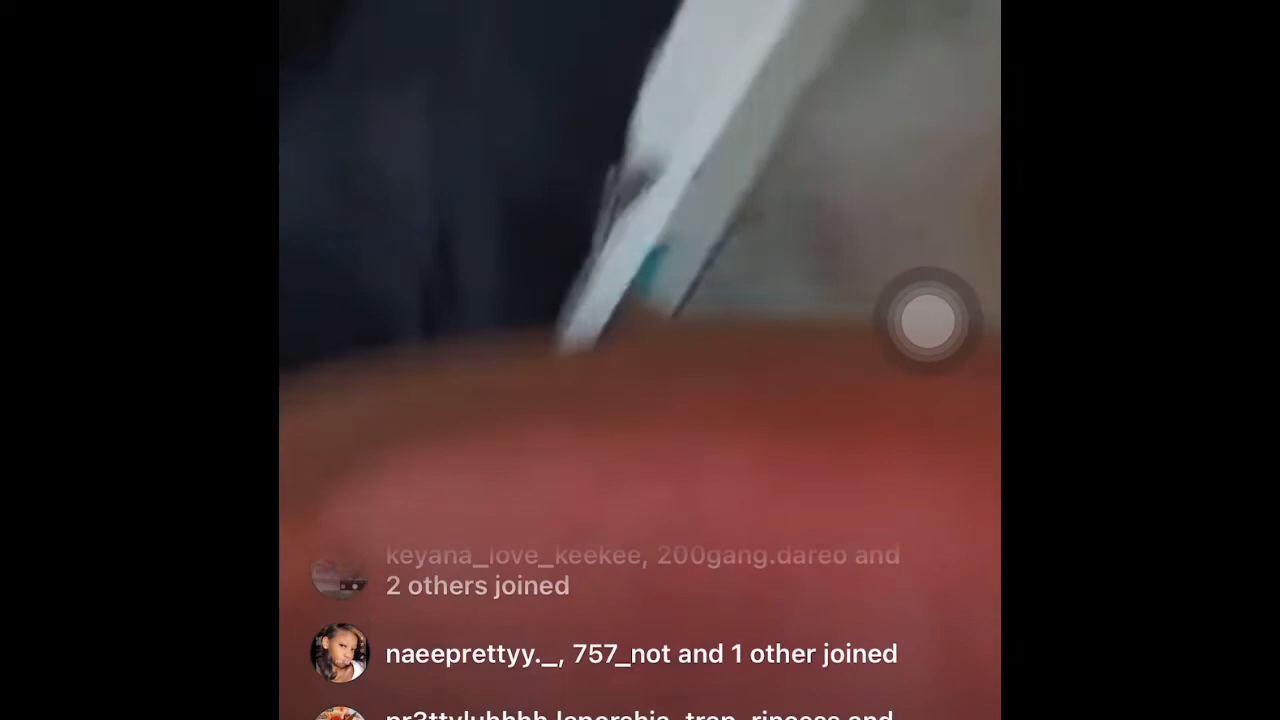 keyana_love_keekee, 200gang.dareo and
2 others joined
naeeprettyy._, 757_not and 1 other joined